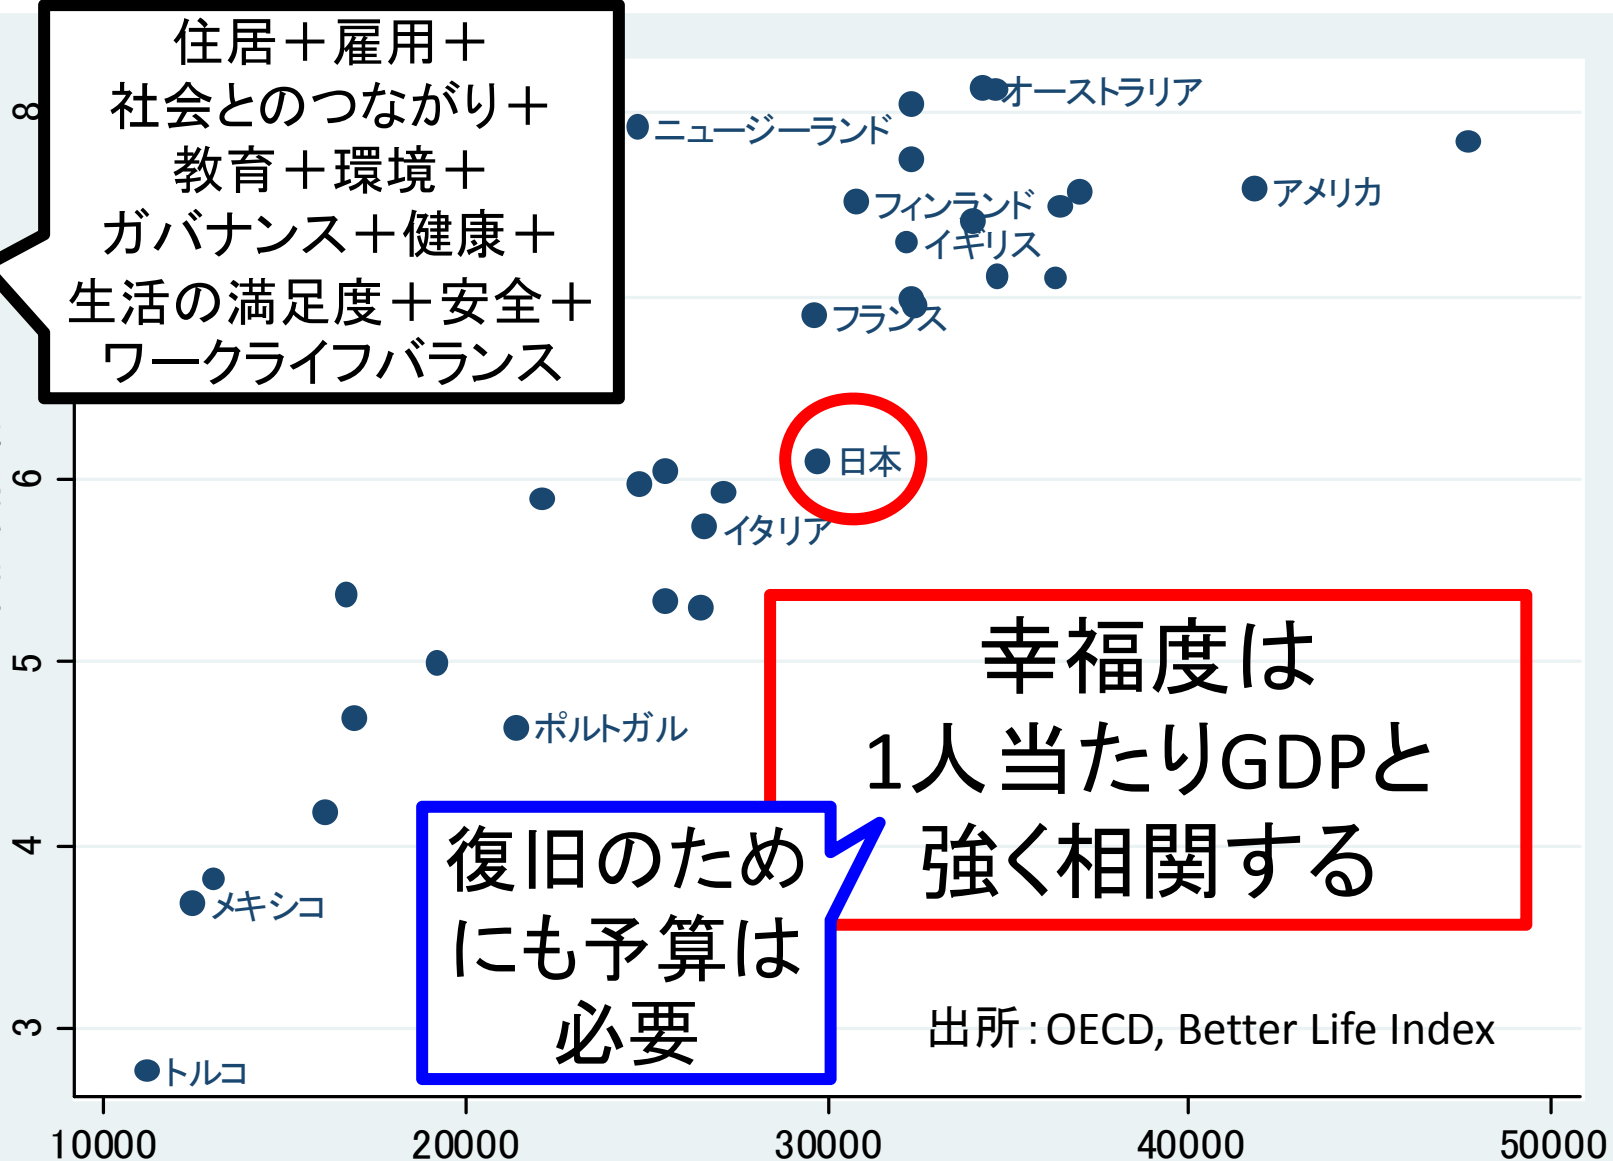 住居＋雇用＋
社会とのつながり＋
教育＋環境＋
ガバナンス＋健康＋
生活の満足度＋安全＋
ワークライフバランス
8
オーストラリア
ニュージーランド
アメリカ
フィンランド
イギリス
フランス
日本
6
イタリア
幸福度は
1人当たりGDPと
強く相関する
5
ポルトガル
復旧のため
にも予算は
必要
4
メキシコ
出所：OECD, Better Life Index
3
トルコ
10000 20000 30000 40000 50000